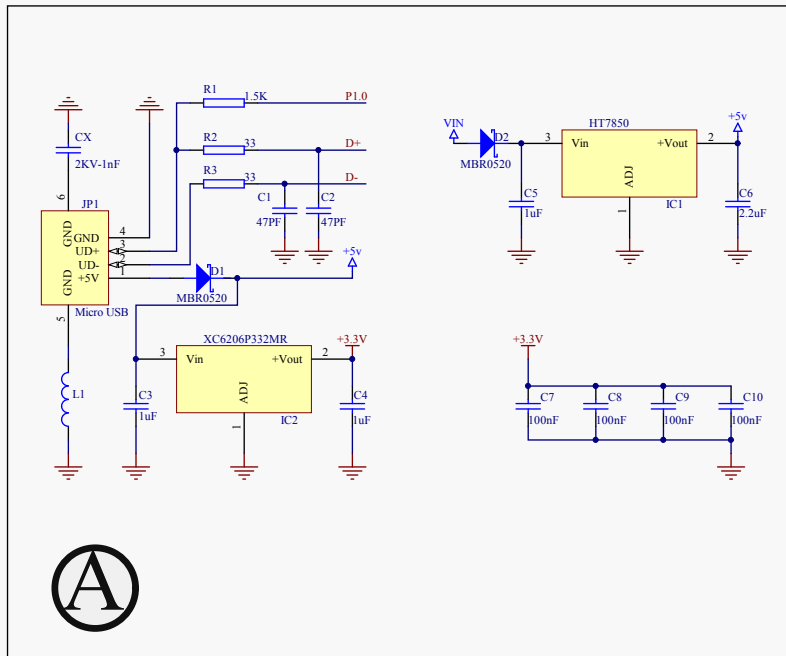 R1
1.5K
P1.0
R2
33
D+
R3
33
D-
CX
2KV-1nF
6
JP1
GND
GND
4
UD+
3
UD-
2
+5V
1
GND
Micro USB
5
C1
47PF
C2
47PF
D1
MBR0520
+5v
XC6206P332MR
3
Vin
+Vout
2
ADJ
1
IC2
+3.3V
L1
C3
1uF
C4
1uF
VIN
D2
MBR0520
HT7850
3
Vin
+Vout
2
ADJ
1
IC1
+5v
C5
1uF
C6
2.2uF
+3.3V
C7
100nF
C8
100nF
C9
100nF
C10
100nF
A